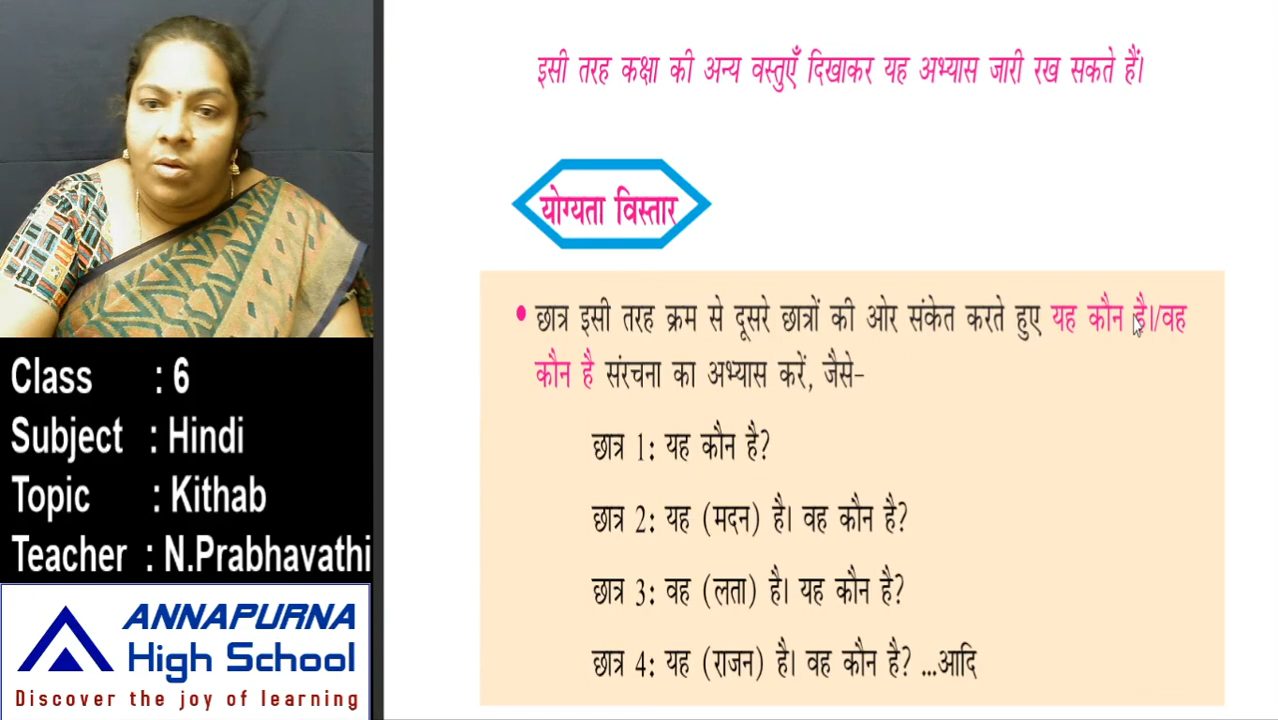 इसी तरह कक्षा की अन्य वस्तुएँ दिखाकर यह अभ्यास जारी रख सकते हैं।
योग्यता विस्तार
• छात्र इसी तरह क्रम से दूसरे छात्रों की ओर संकेत करते हुए यह कौन है।/वह
कौन है संरचना का अभ्यास करें, जैसे-
छात्र 1: यह कौन है?
छात्र 2: यह (मदन) है। वह कौन है?
छात्र 3: वह (लता) है। यह कौन है?
छात्र 4: यह (राजन) है। वह कौन है? ...आदि
Class : 6
Subject : Hindi
Topic : Kithab
Teacher : N.Prabhavathi
ANNAPURNA
High School
Discover the joy of learning